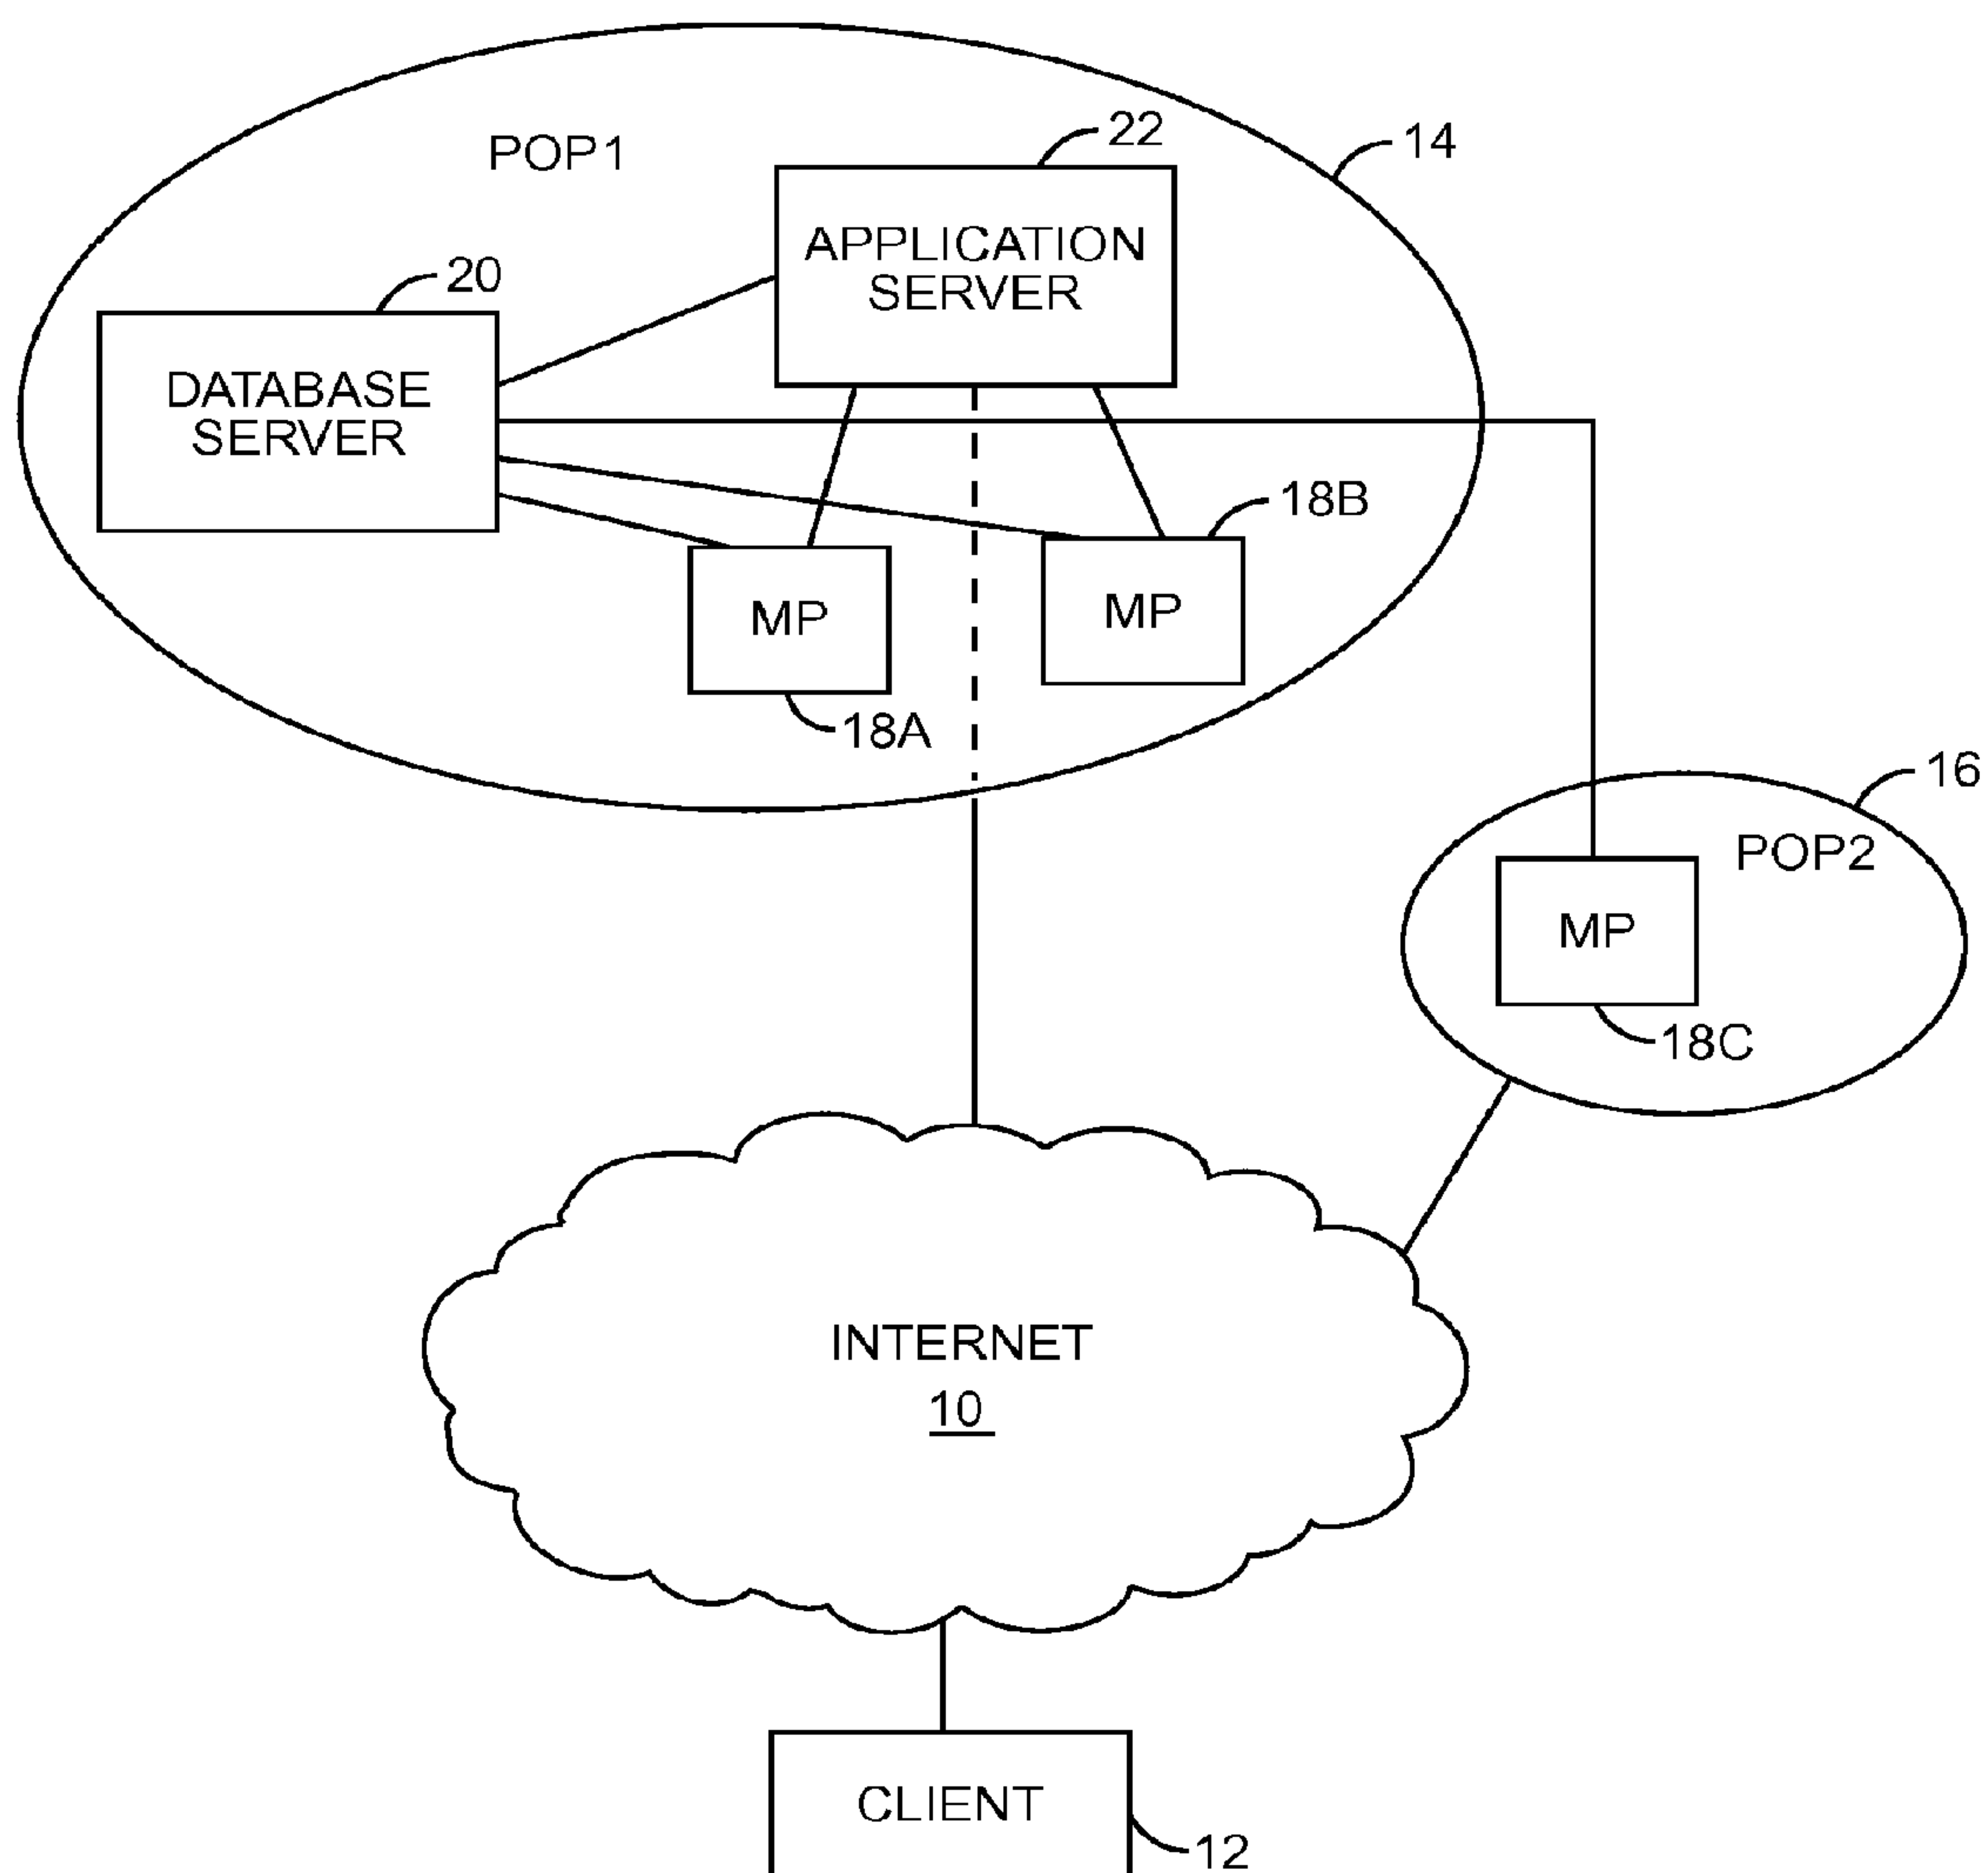 POP1
22
14
APPLICATION
SERVER
20
DATABASE
SERVER
18B
MP
MP
18A
16
POP2
MP
18C
INTERNET
10
CLIENT
12